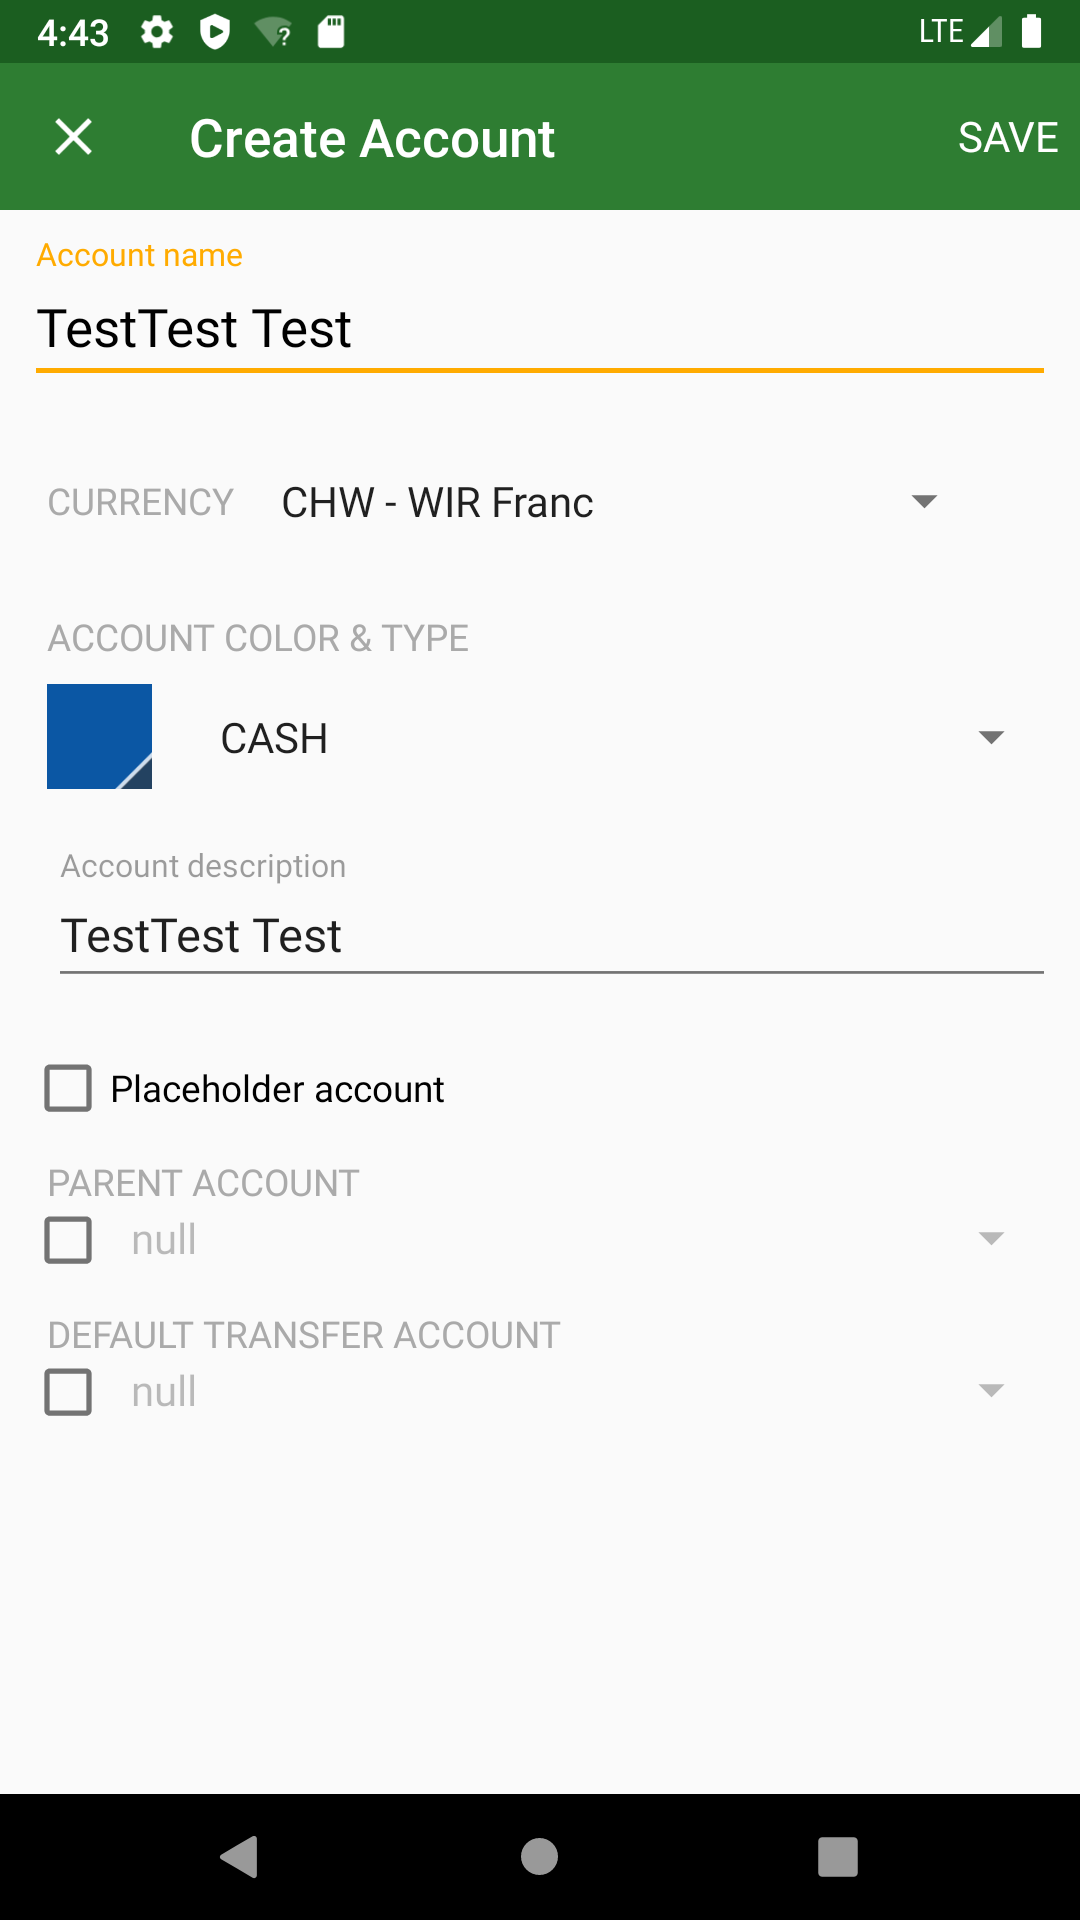 4:43 LTE
Create Account SAVE
Account name
TestTest Test
CURRENCY CHW - WIR Franc
ACCOUNT COLOR & TYPE
CASH
Account description
TestTest Test
Placeholder account
PARENT ACCOUNT
null
DEFAULT TRANSFER ACCOUNT
null